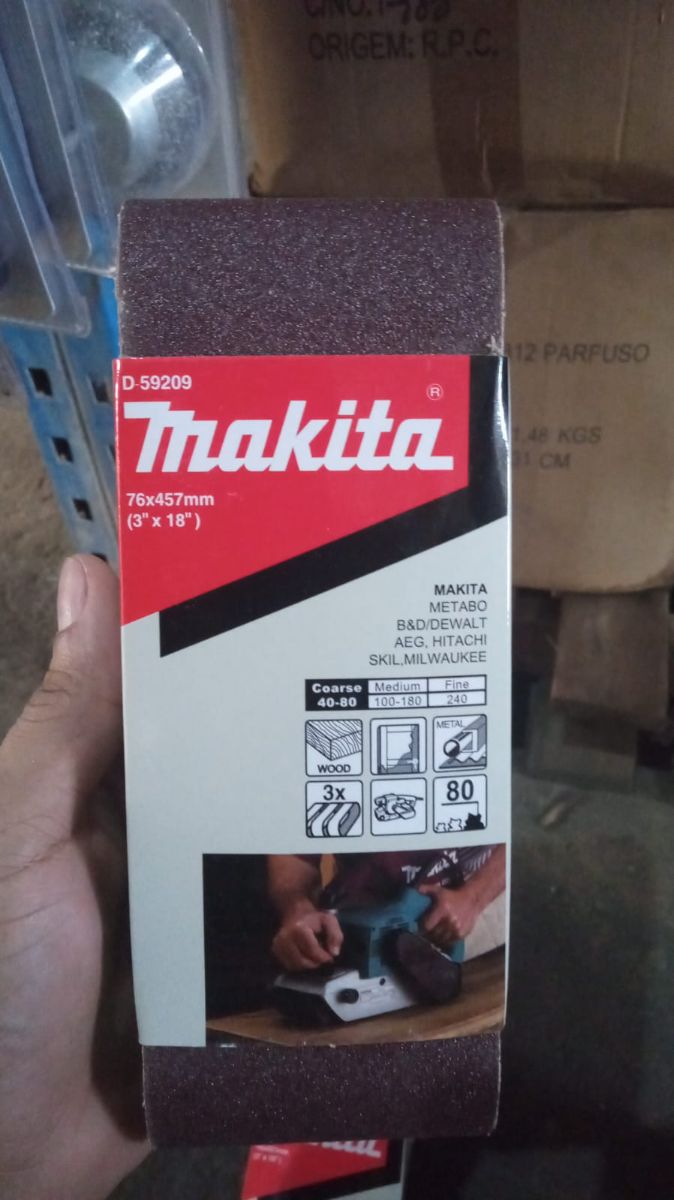 ORIGEM: R.P.C.
312 PARFUSO
KGS
CM
D-59209
makita®
76x457mm
(3" x 18")
MAKITA
METABO
B&D/DEWALT
AEG, HITACHI
SKIL,MILWAUKEE
Coarse Medium Fine
40-80 100-180 240
WOOD
METAL
3x
80